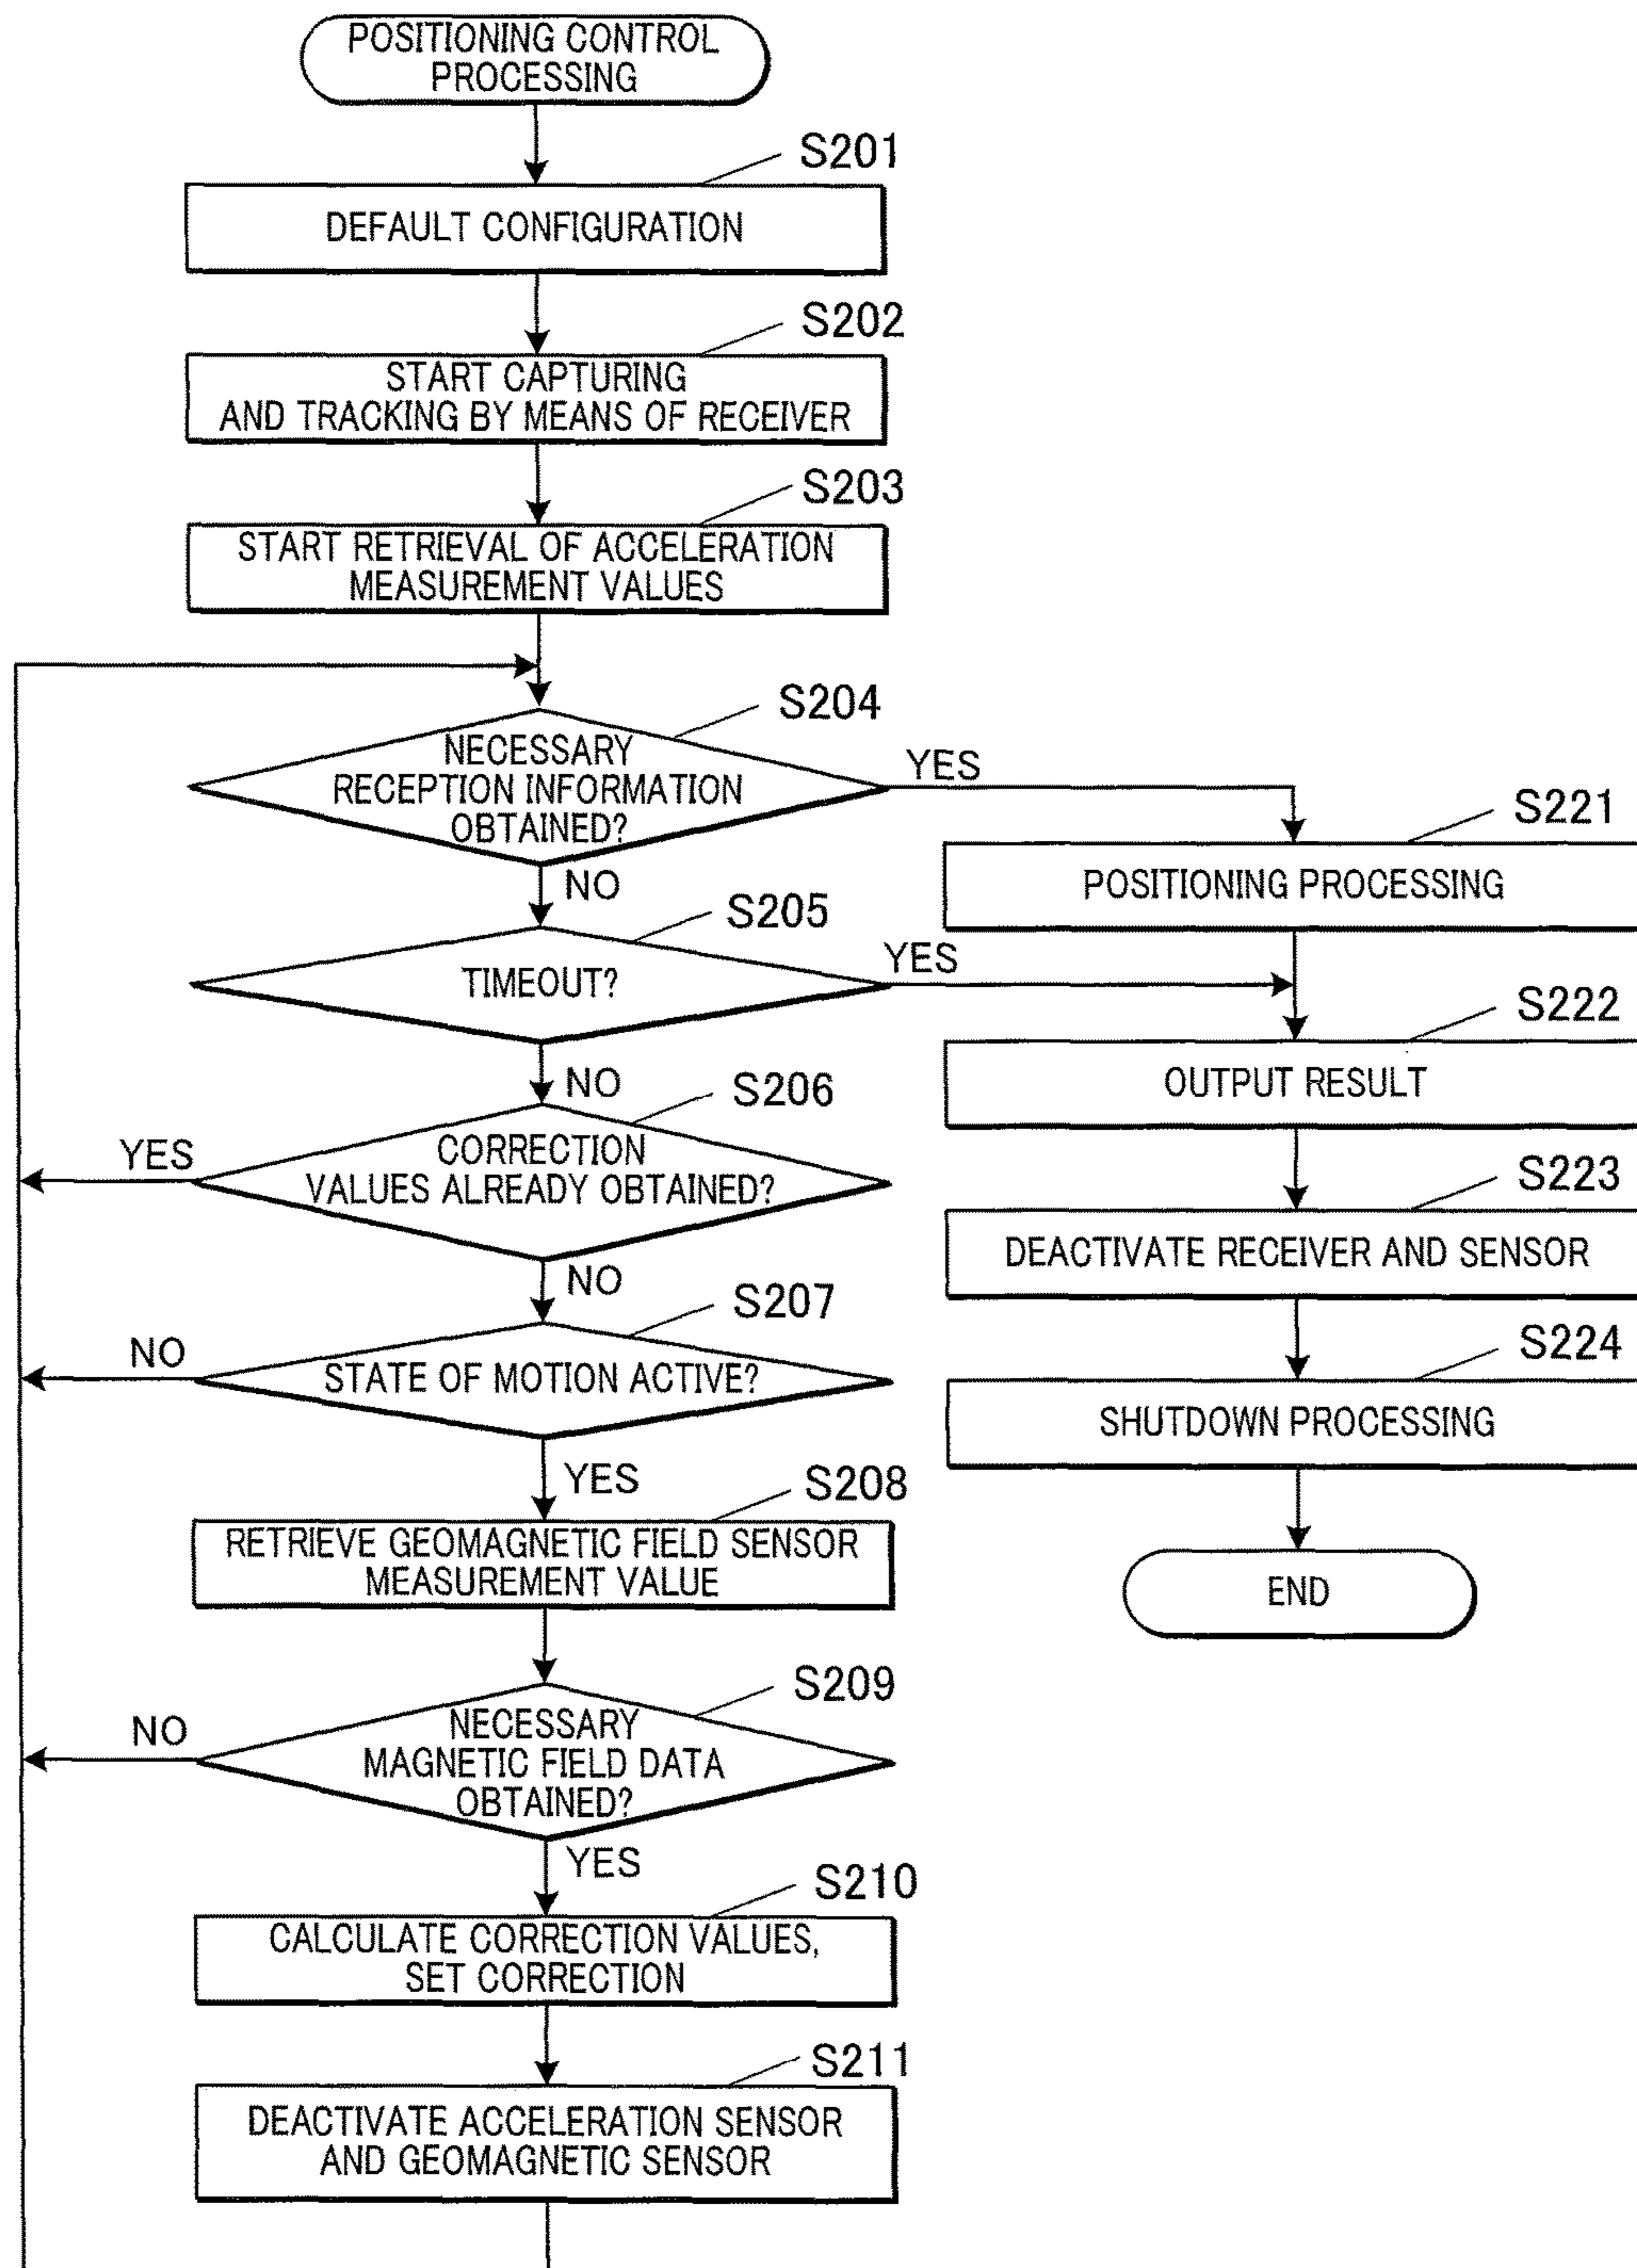 POSITIONING CONTROL
PROCESSING
S201
DEFAULT CONFIGURATION
S202
START CAPTURING
AND TRACKING BY MEANS OF RECEIVER
S203
START RETRIEVAL OF ACCELERATION
MEASUREMENT VALUES
S204
NECESSARY
RECEPTION INFORMATION
OBTAINED?
YES
NO
S205
TIMEOUT?
YES
NO
S206
CORRECTION
VALUES ALREADY OBTAINED?
YES
NO
S207
STATE OF MOTION ACTIVE?
NO
YES
S208
RETRIEVE GEOMAGNETIC FIELD SENSOR
MEASUREMENT VALUE
S209
NECESSARY
MAGNETIC FIELD DATA
OBTAINED?
NO
YES
S210
CALCULATE CORRECTION VALUES,
SET CORRECTION
S211
DEACTIVATE ACCELERATION SENSOR
AND GEOMAGNETIC SENSOR
S221
POSITIONING PROCESSING
S222
OUTPUT RESULT
S223
DEACTIVATE RECEIVER AND SENSOR
S224
SHUTDOWN PROCESSING
END